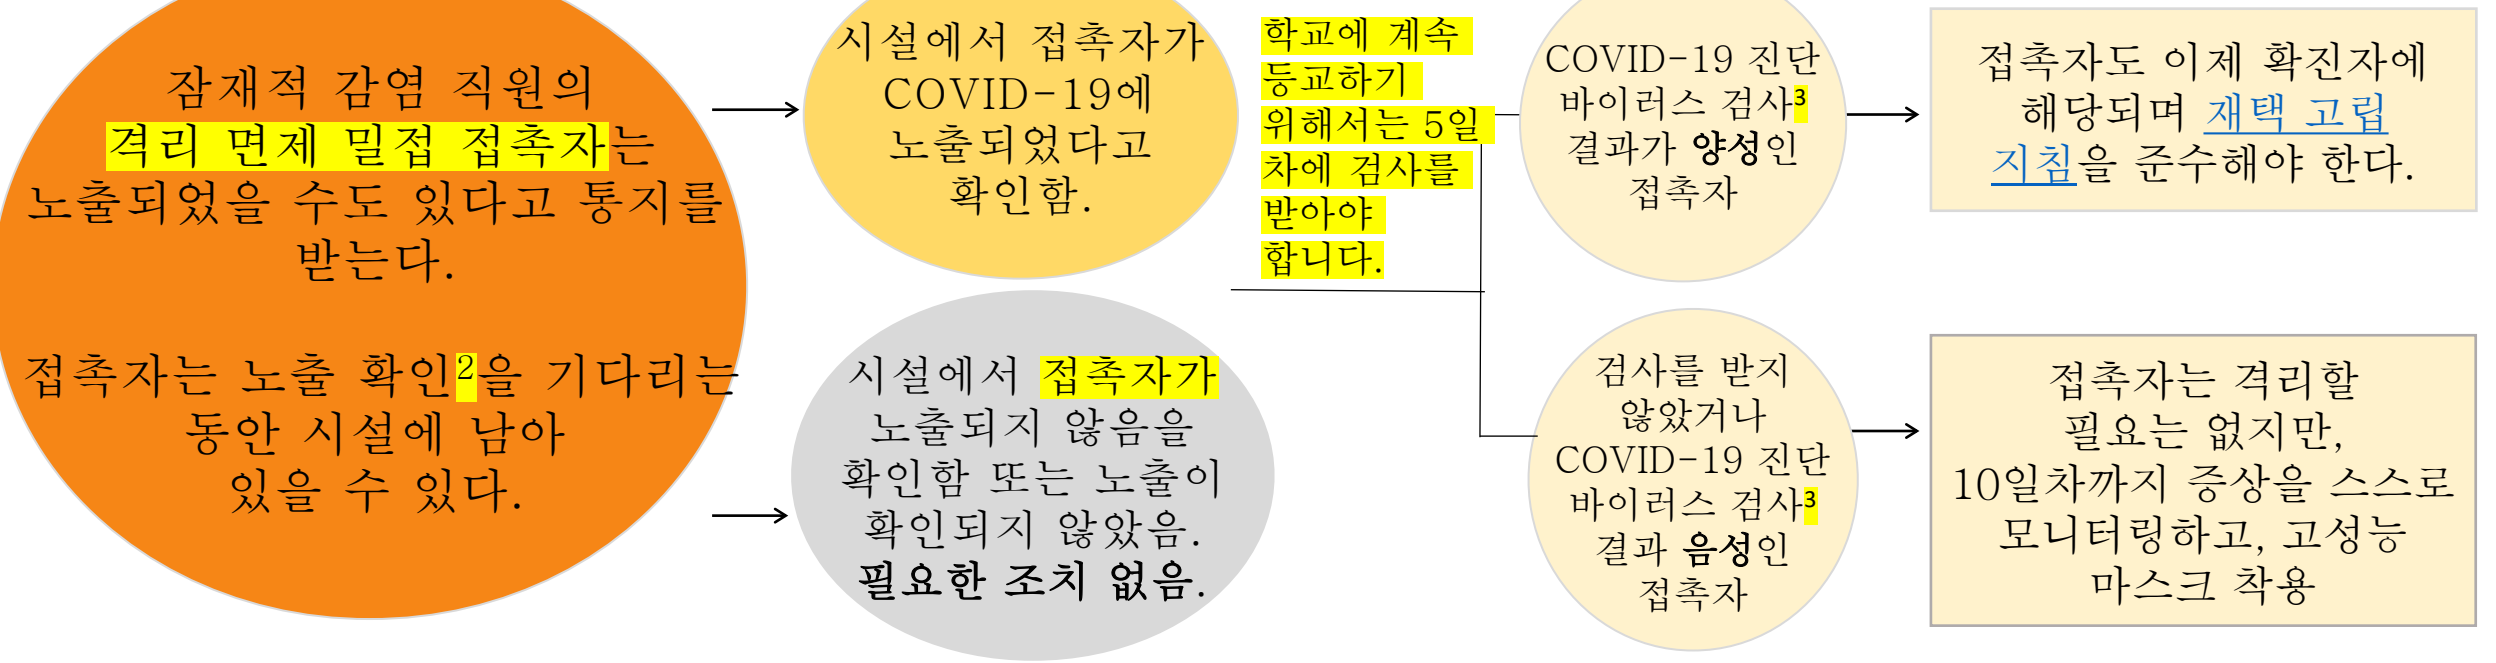 잠재적 감염 직원의
격리 면제 밀접 접촉자는
노출되었을 수도 있다고 통지를
받는다.
접촉자는 노출 확인2을 기다리는
동안 시설에 남아
있을 수 있다.
시설에서 접촉자가
COVID-19에
노출되었다고
확인함.
시설에서 접촉자가
노출되지 않음을
확인함 또는 노출이
확인되지 않았음.
필요한 조치 없음.
학교에 계속
등교하기
위해서는 5일
차에 검사를
받아야
합니다.
COVID-19 진단
바이러스 검사3
결과가 양성인
접촉자
접촉자도 이제 확진자에
해당되며 재택 고립
지침을 준수해야 한다.
검사를 받지
않았거나
COVID-19 진단
바이러스 검사3
결과 음성인
접촉자
접촉자는 격리할
필요는 없지만,
10일차까지 증상을 스스로
모니터링하고, 고성능
마스크 착용